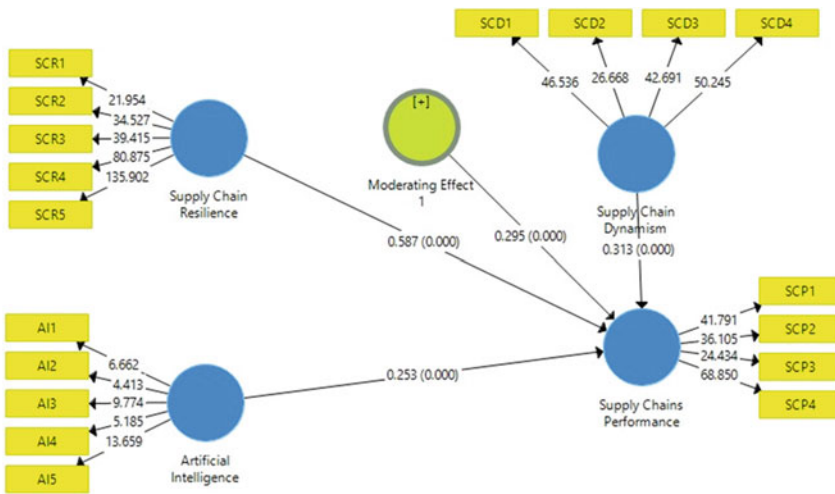 SCD1
SCD2
SCD3
SCD4
46.536
26.668
42.691
50.245
SCR1
SCR2
SCR3
SCR4
SCR5
21.954
34.527
39.415
80.875
135.902
Supply Chain
Resilience
[+]
Moderating Effect
1
Supply Chain
Dynamism
0.587 (0.000)
0.295 (0.000)
0.313 (0.000)
AI1
AI2
AI3
AI4
AI5
6.662
4.413
9.774
5.185
13.659
Artificial
Intelligence
0.253 (0.000)
SCP1
SCP2
SCP3
SCP4
41.791
36.105
24.434
68.850
Supply Chains
Performance